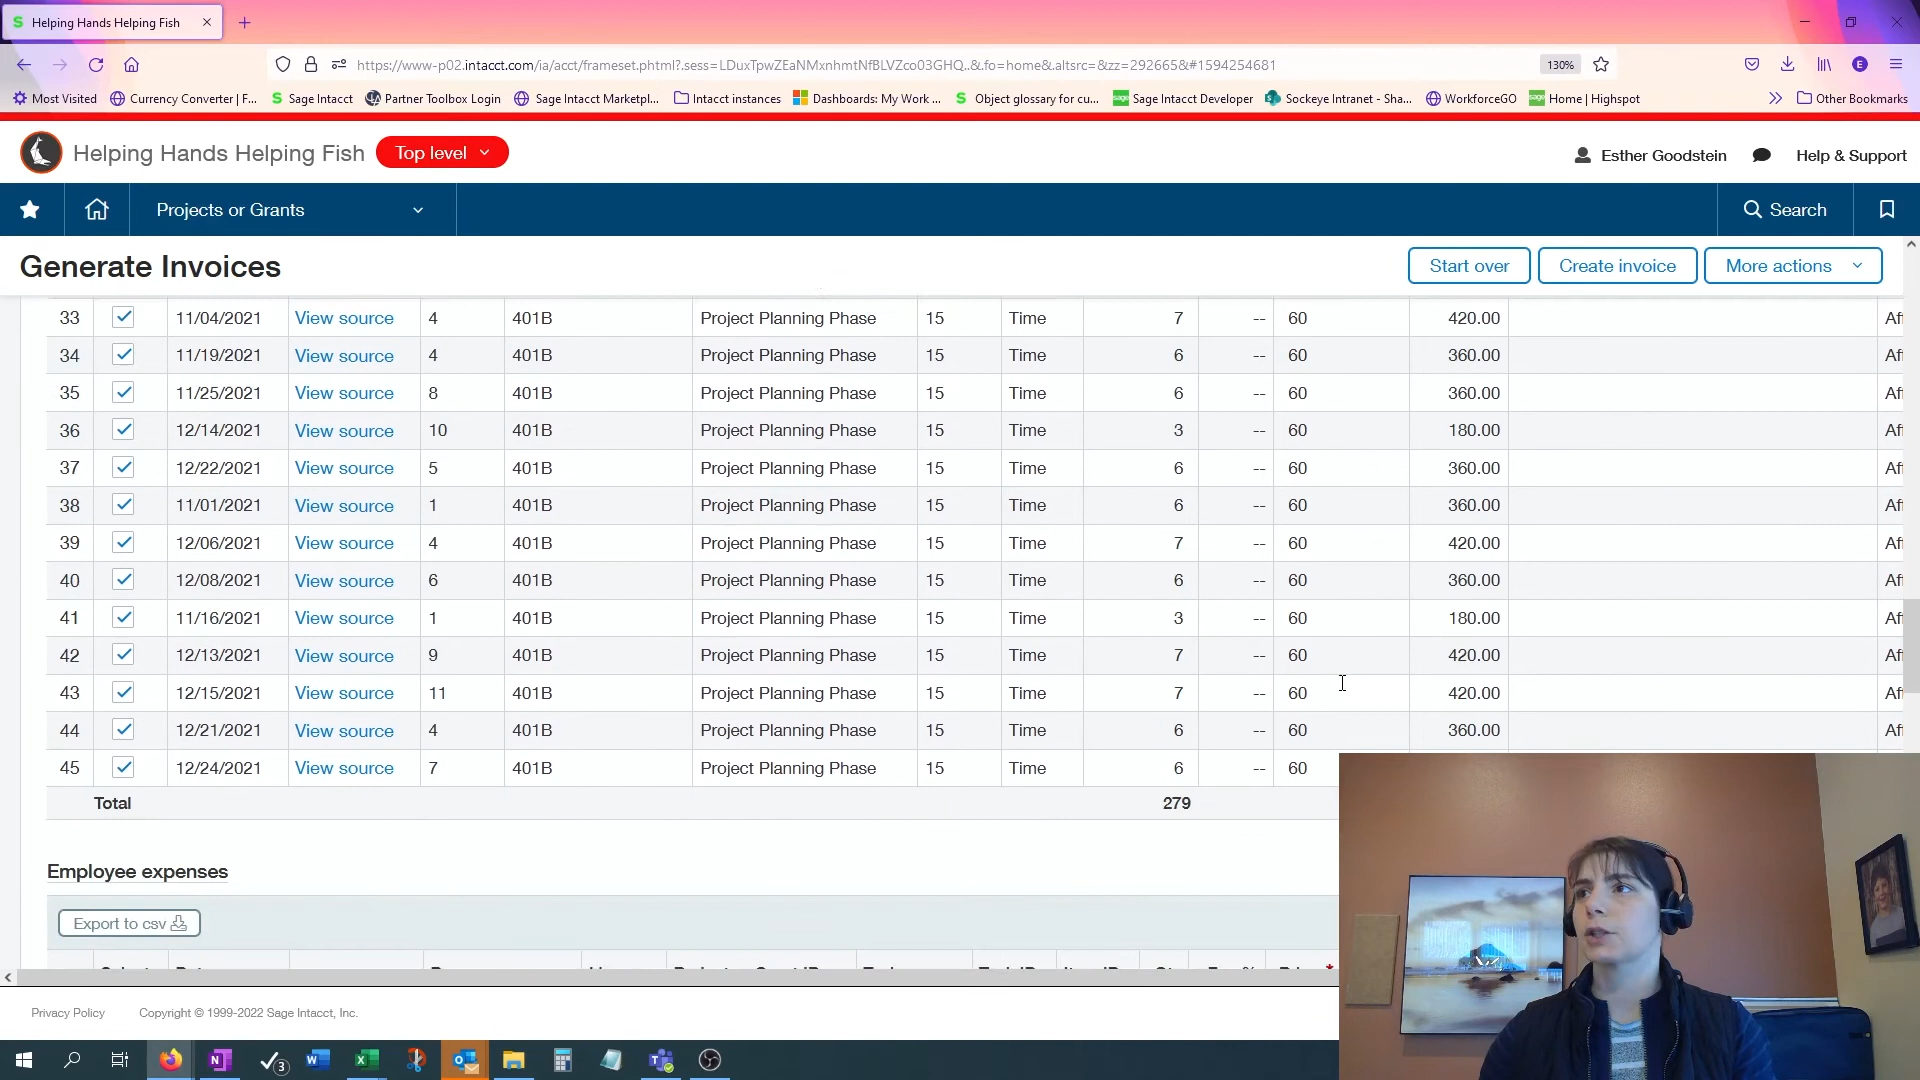 Helping Hands Helping Fish
https://www-p02.intacct.com/ia/acct/frameset.phtml?.sess=LDuxTpwZEaNMxnhmtNfBLVZco03GHQ..&.fo=home&.altsrc=&zz=292665&#1594254681
130%
Most Visited
Currency Converter | F...
Sage Intacct
Partner Toolbox Login
Sage Intacct Marketpl...
Intacct instances
Dashboards: My Work ...
Object glossary for cu...
Sage Intacct Developer
Sockeye Intranet - Sha...
WorkforceGO
Home | Highspot
Other Bookmarks
Helping Hands Helping Fish
Top level
Esther Goodstein
Help & Support
Projects or Grants
Search
Generate Invoices
Start over
Create invoice
More actions
33 11/04/2021 View source 4 401B Project Planning Phase 15 Time 7 -- 60 420.00
34 11/19/2021 View source 4 401B Project Planning Phase 15 Time 6 -- 60 360.00
35 11/25/2021 View source 8 401B Project Planning Phase 15 Time 6 -- 60 360.00
36 12/14/2021 View source 10 401B Project Planning Phase 15 Time 3 -- 60 180.00
37 12/22/2021 View source 5 401B Project Planning Phase 15 Time 6 -- 60 360.00
38 11/01/2021 View source 1 401B Project Planning Phase 15 Time 6 -- 60 360.00
39 12/06/2021 View source 4 401B Project Planning Phase 15 Time 7 -- 60 420.00
40 12/08/2021 View source 6 401B Project Planning Phase 15 Time 6 -- 60 360.00
41 11/16/2021 View source 1 401B Project Planning Phase 15 Time 3 -- 60 180.00
42 12/13/2021 View source 9 401B Project Planning Phase 15 Time 7 -- 60 420.00
43 12/15/2021 View source 11 401B Project Planning Phase 15 Time 7 -- 60 420.00
44 12/21/2021 View source 4 401B Project Planning Phase 15 Time 6 -- 60 360.00
45 12/24/2021 View source 7 401B Project Planning Phase 15 Time 6 -- 60
Total 279
Employee expenses
Export to csv
Privacy Policy
Copyright © 1999-2022 Sage Intacct, Inc.